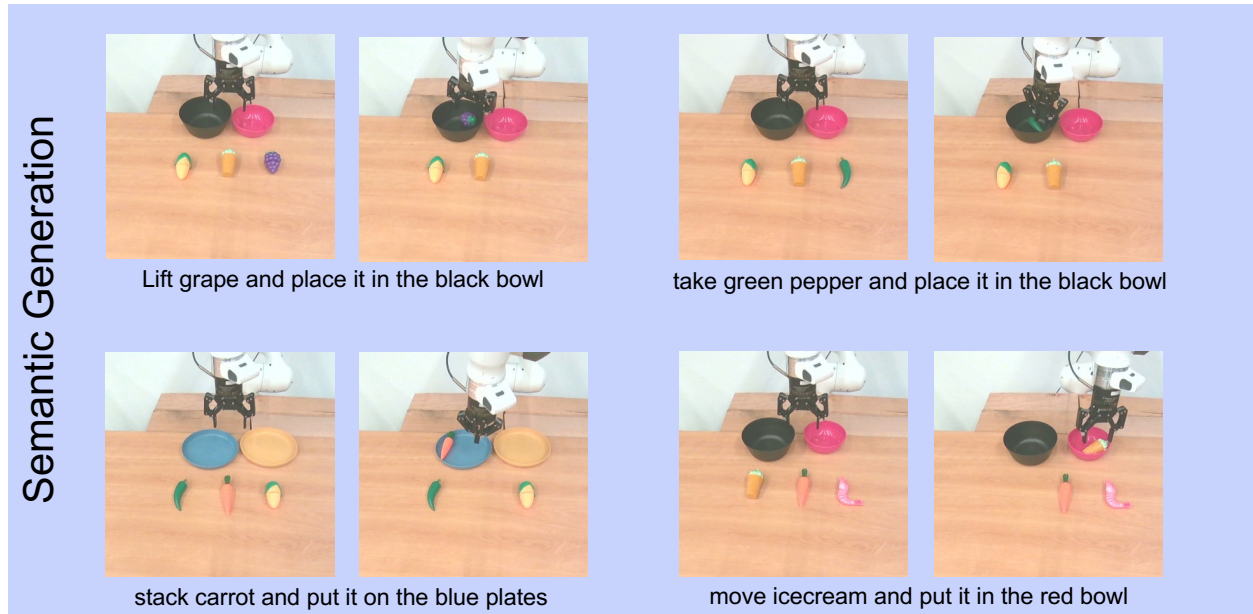 Semantic Generation
Lift grape and place it in the black bowl
take green pepper and place it in the black bowl
stack carrot and put it on the blue plates
move icecream and put it in the red bowl